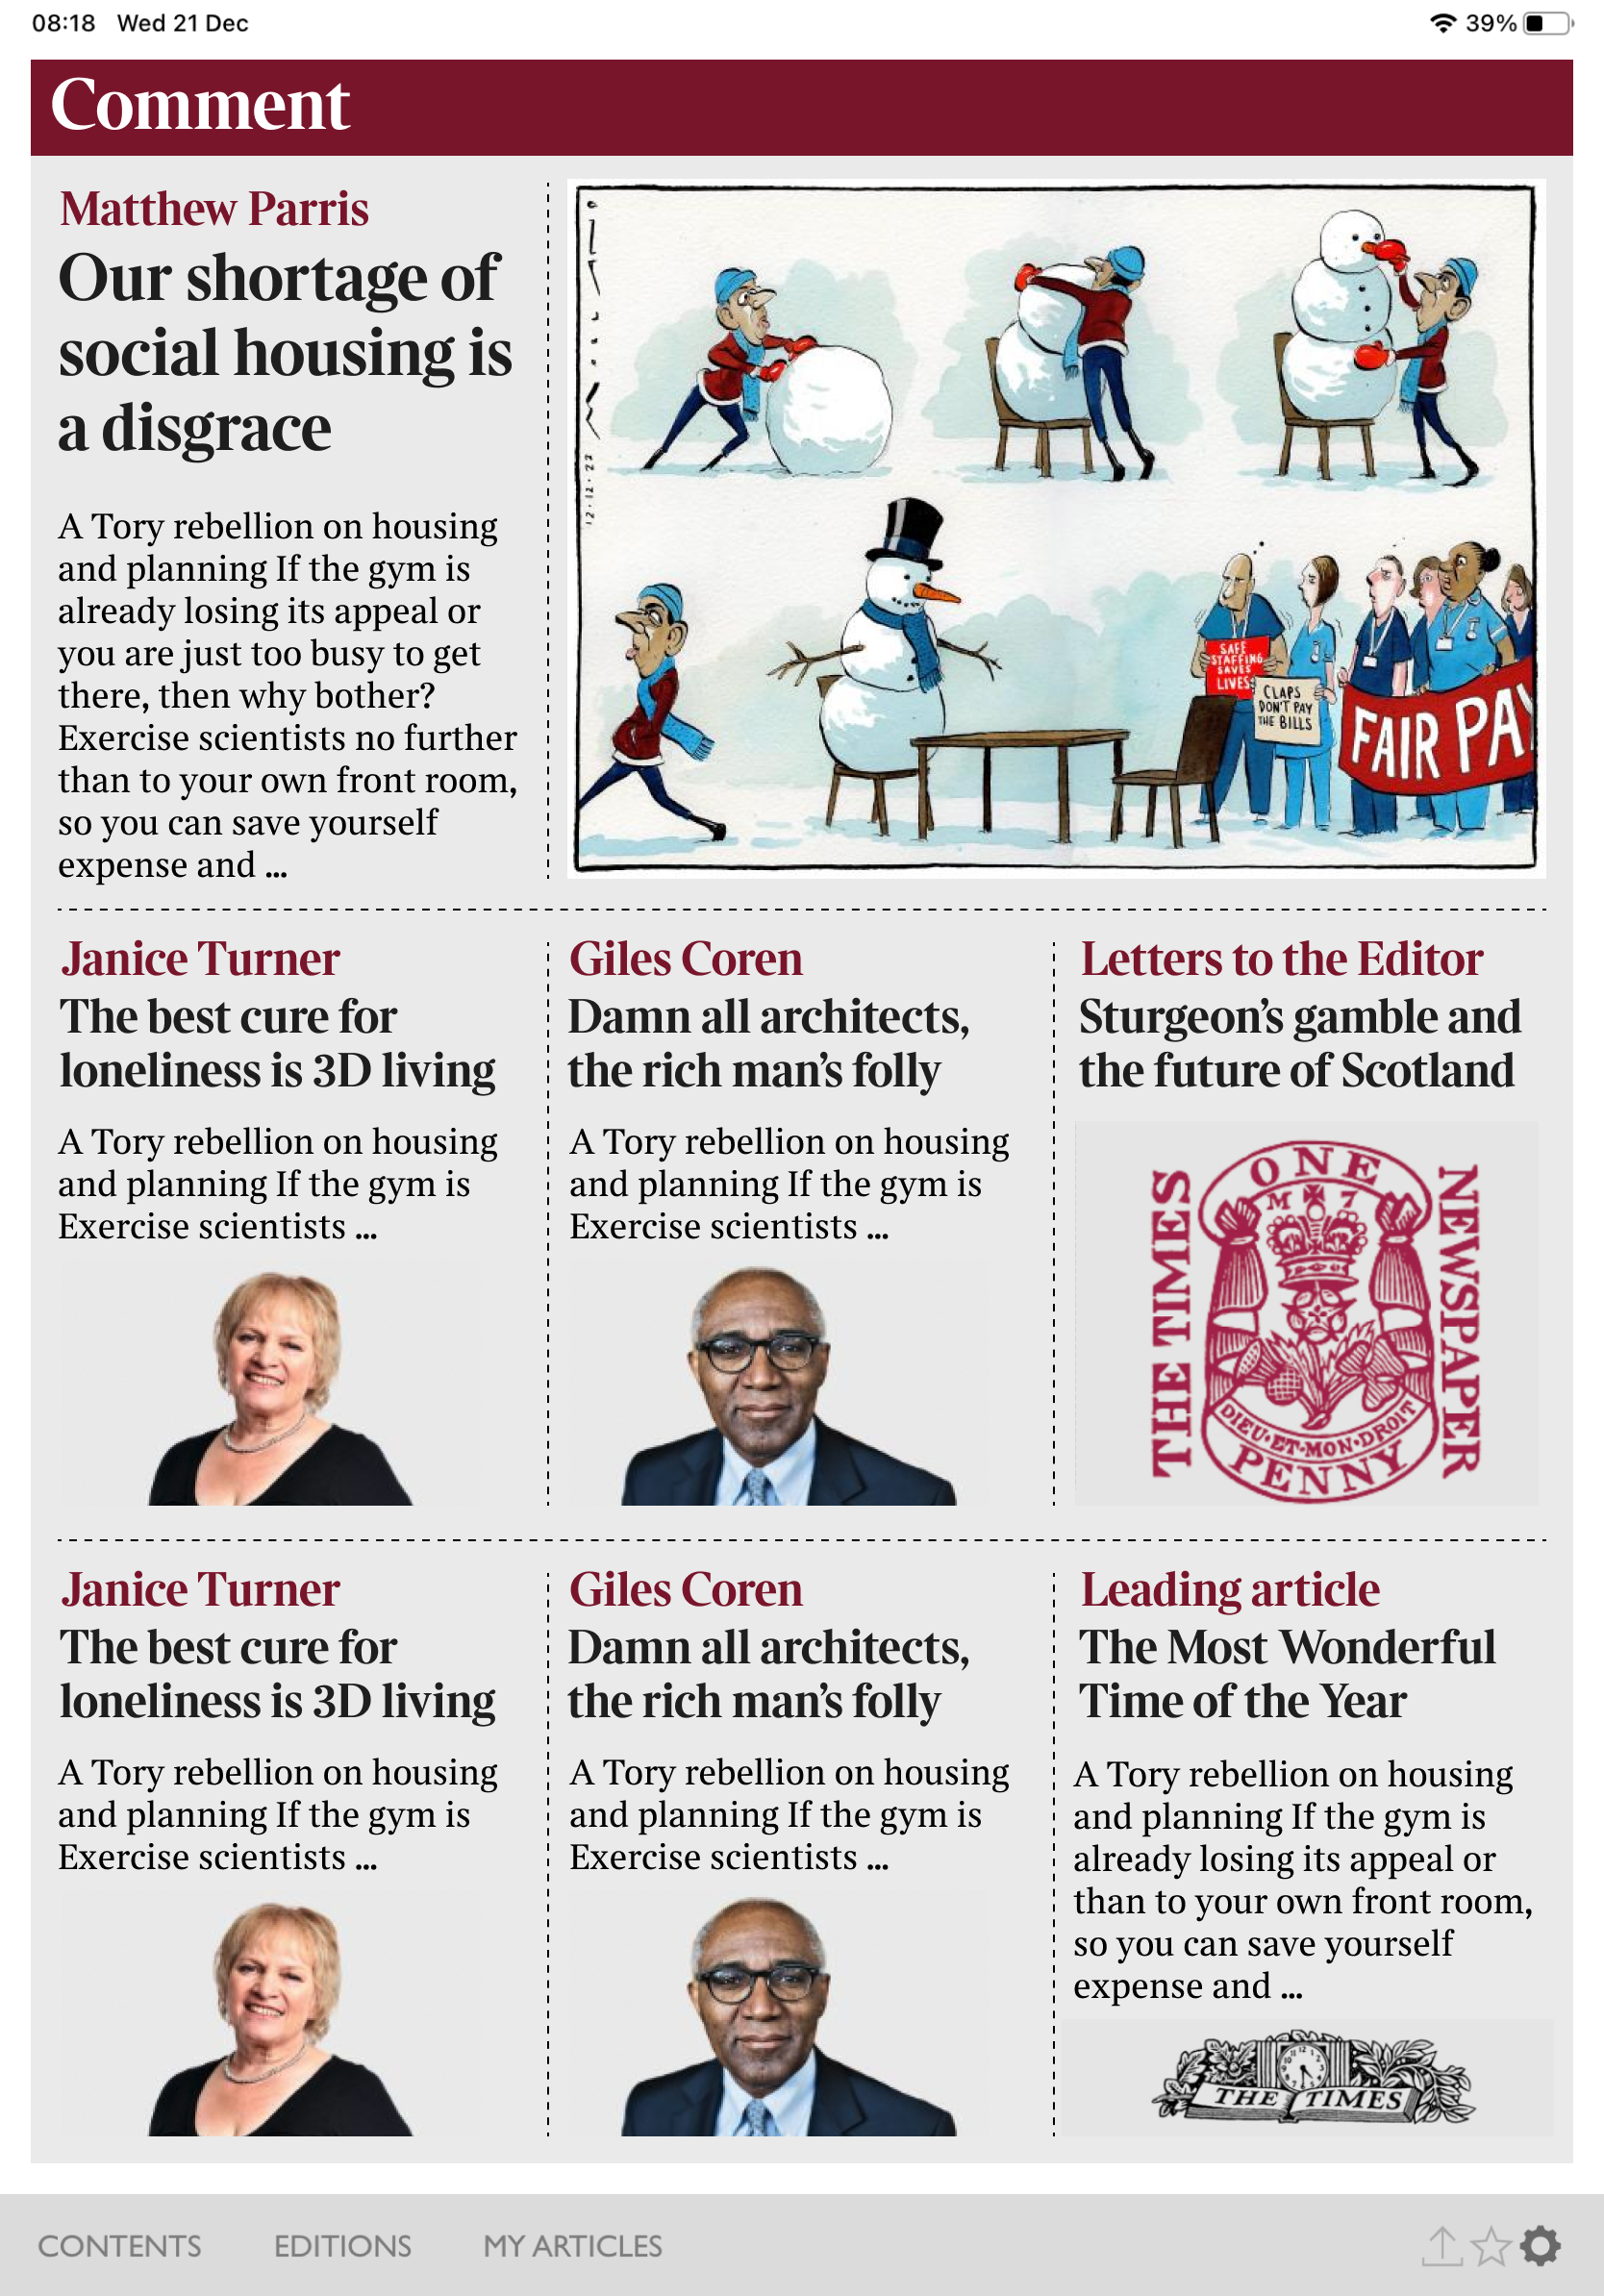 08:18 Wed 21 Dec
39%
Comment
Matthew Parris
Our shortage of
social housing is
a disgrace
A Tory rebellion on housing
and planning If the gym is
already losing its appeal or
you are just too busy to get
there, then why bother?
Exercise scientists no further
than to your own front room,
so you can save yourself
expense and ...
12·12·22
SAFE
STAFFING
SAVES
LIVES
CLAPS
DON'T PAY
THE BILLS
FAIR PAY
Janice Turner
The best cure for
loneliness is 3D living
A Tory rebellion on housing
and planning If the gym is
Exercise scientists ...
Giles Coren
Damn all architects,
the rich man's folly
A Tory rebellion on housing
and planning If the gym is
Exercise scientists ...
Letters to the Editor
Sturgeon's gamble and
the future of Scotland
THE TIMES
ONE
M 7
DIEU·ET·MON·DROIT
PENNY
NEWSPAPER
Janice Turner
The best cure for
loneliness is 3D living
A Tory rebellion on housing
and planning If the gym is
Exercise scientists ...
Giles Coren
Damn all architects,
the rich man's folly
A Tory rebellion on housing
and planning If the gym is
Exercise scientists ...
Leading article
The Most Wonderful
Time of the Year
A Tory rebellion on housing
and planning If the gym is
already losing its appeal or
than to your own front room,
so you can save yourself
expense and ...
THE TIMES
CONTENTS EDITIONS MY ARTICLES